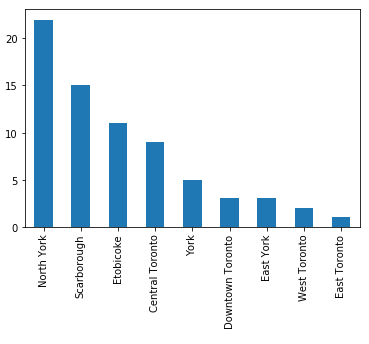 20
15
10
5
0
North York
Scarborough
Etobicoke
Central Toronto
York
Downtown Toronto
East York
West Toronto
East Toronto